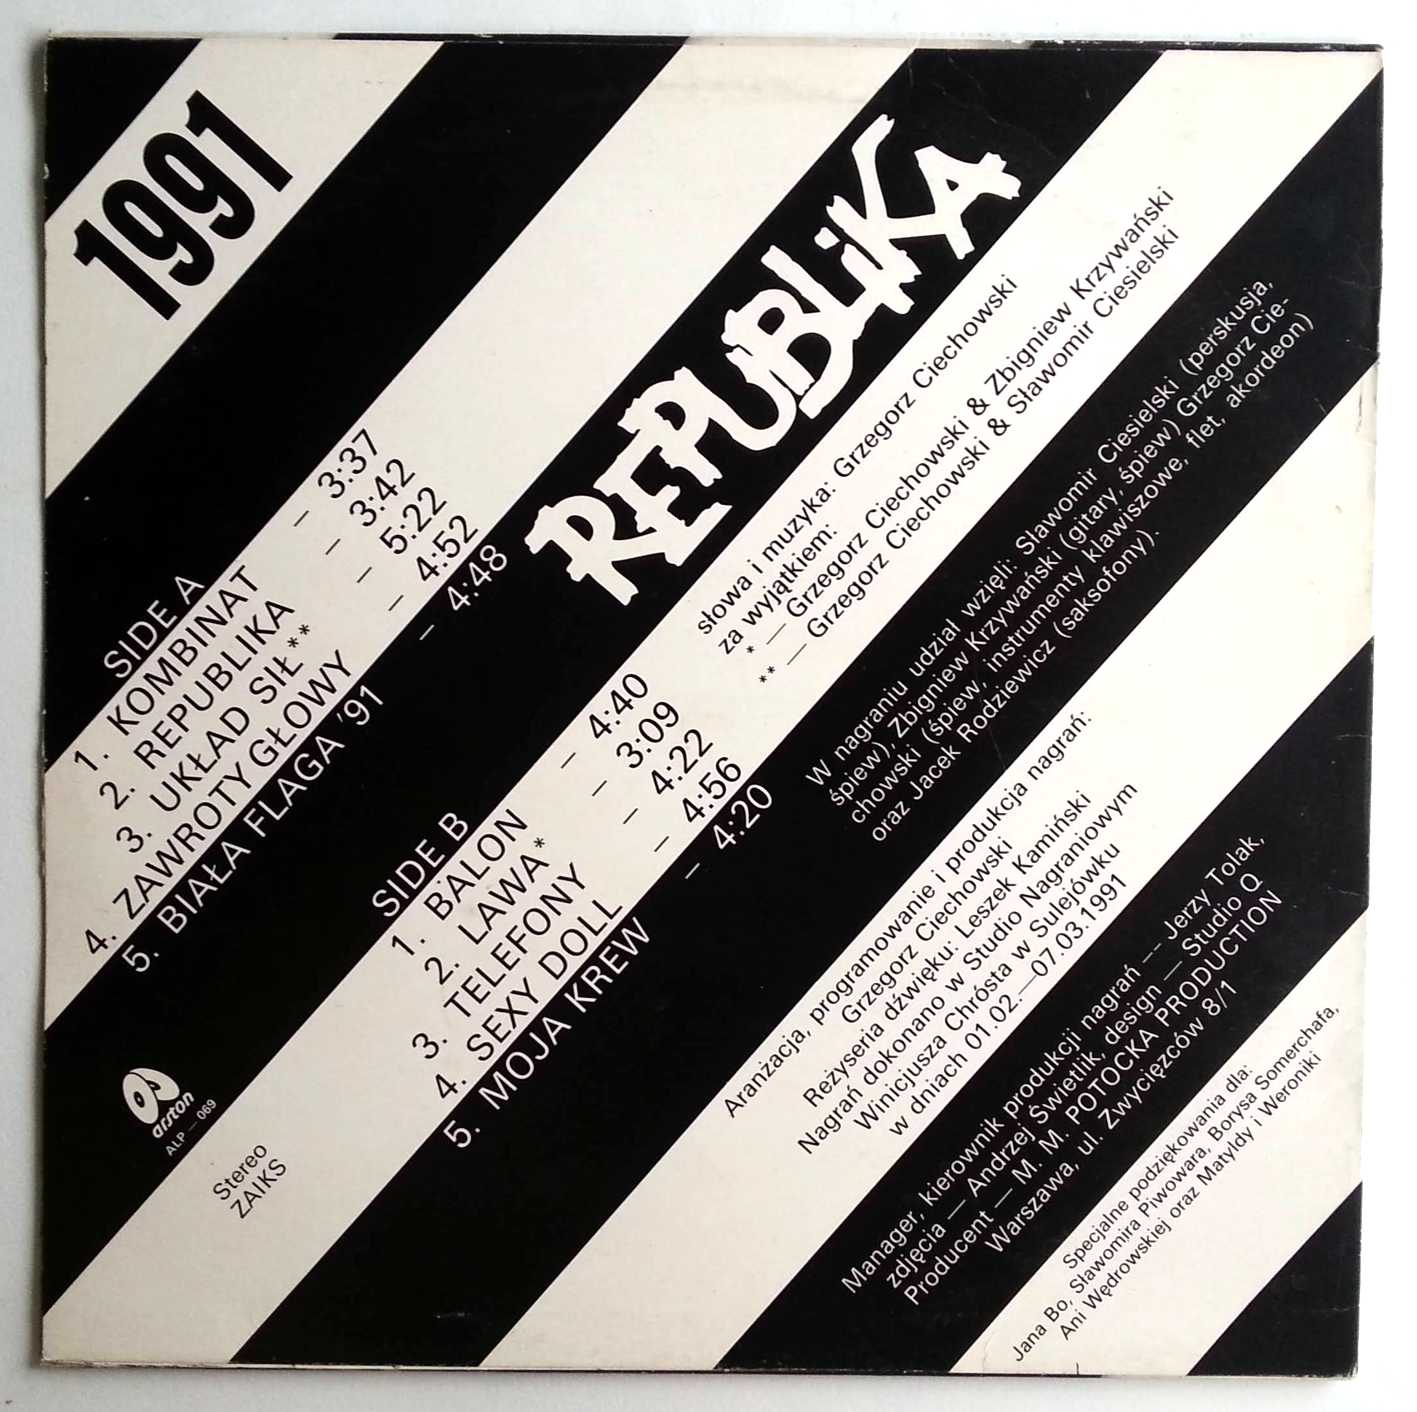 1991
REPUBLIKA
SIDE A
1. KOMBINAT – 3:37
2. REPUBLIKA – 3:42
3. UKŁAD SIŁ** – 5:22
4. ZAWROTY GŁOWY – 4:52
5. BIAŁA FLAGA '91 – 4:48
SIDE B
1. BALON – 4:40
2. LAWA* – 3:09
3. TELEFONY – 4:22
4. SEXY DOLL – 4:56
5. MOJA KREW – 4:20
słowa i muzyka: Grzegorz Ciechowski
za wyjątkiem:
* — Grzegorz Ciechowski & Zbigniew Krzywański
** — Grzegorz Ciechowski & Sławomir Ciesielski
W nagraniu udział wzięli: Sławomir Ciesielski (perskusja,
śpiew), Zbigniew Krzywański (gitary, śpiew) Grzegorz Cie-
chowski (śpiew, instrumenty klawiszowe, flet, akordeon)
oraz Jacek Rodziewicz (saksofony).
Aranżacja, programowanie i produkcja nagrań:
Grzegorz Ciechowski
Reżyseria dźwięku: Leszek Kamiński
Nagrań dokonano w Studio Nagraniowym
Winicjusza Chrósta w Sulejówku
w dniach 01.02.—07.03.1991
Manager, kierownik produkcji nagrań –– Jerzy Tolak,
zdjęcia — Andrzej Świetlik, design — Studio Q
Producent — M. M. POTOCKA PRODUCTION
Warszawa, ul. Zwycięzców 8/1
Specjalne podziękowania dla:
Jana Bo, Sławomira Piwowara, Borysa Somerchafa,
Ani Wędrowskiej oraz Matyldy i Weroniki
arston
ALP — 069
Stereo
ZAIKS